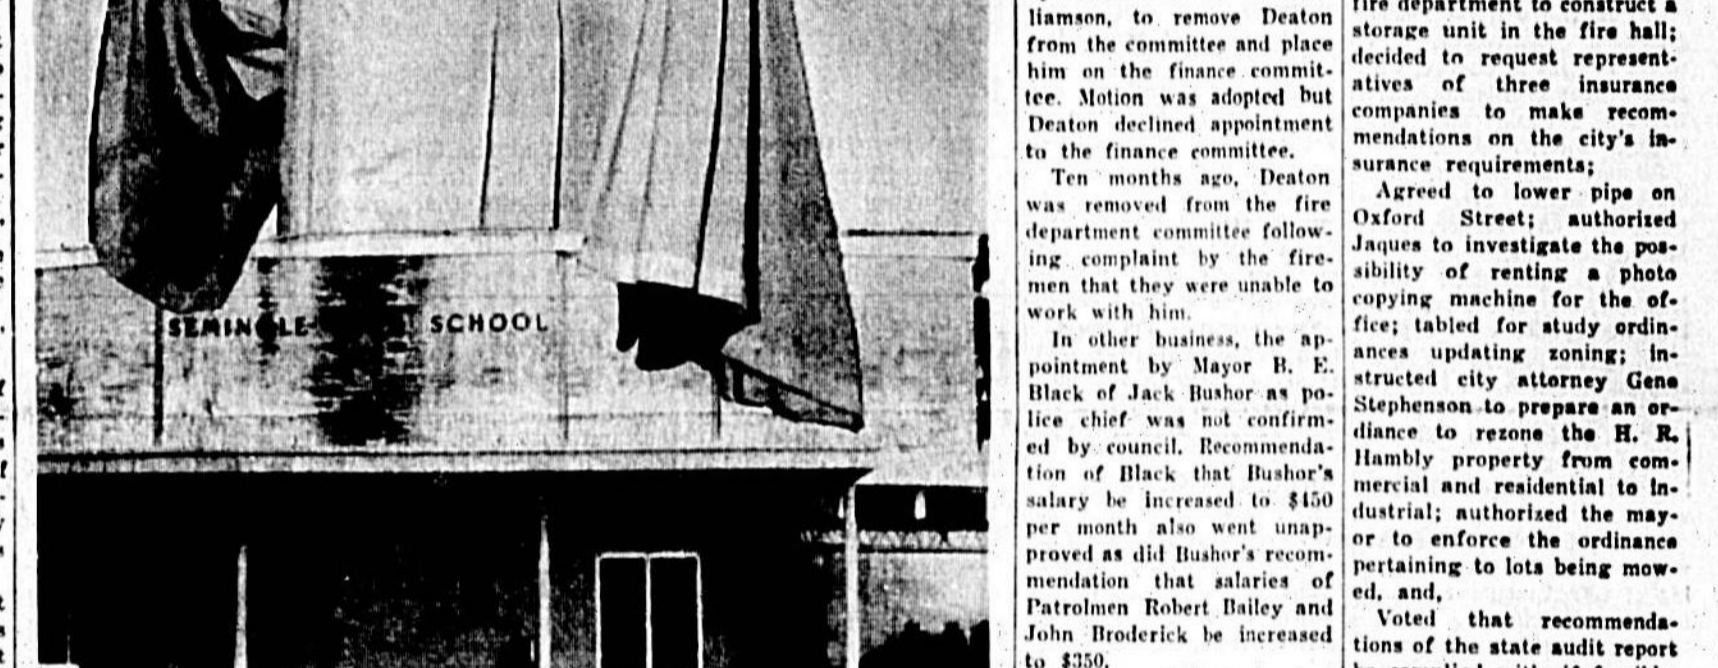 SEMINOLE SCHOOL
liamson, to remove Deaton
from the committee and place
him on the finance commit-
tee. Motion was adopted but
Deaton declined appointment
to the finance committee.
Ten months ago, Deaton
was removed from the fire
department committee follow-
ing complaint by the fire-
men that they were unable to
work with him.
In other business, the ap-
pointment by Mayor B. E.
Black of Jack Bushor as po-
lice chief was not confirm-
ed by council. Recommenda-
tion of Black that Bushor's
salary be increased to $450
per month also went unap-
proved as did Bushor's recom-
mendation that salaries of
Patrolmen Robert Bailey and
John Broderick be increased
to $350.
fire department to construct a
storage unit in the fire hall;
decided to request represent-
atives of three insurance
companies to make recom-
mendations on the city's in-
surance requirements;
Agreed to lower pipe on
Oxford Street; authorized
Jaques to investigate the pos-
sibility of renting a photo
copying machine for the of-
fice; tabled for study ordin-
ances updating zoning; in-
structed city attorney Gene
Stephenson to prepare an or-
diance to rezone the H. R.
Hambly property from com-
mercial and residential to in-
dustrial; authorized the may-
or to enforce the ordinance
pertaining to lots being mow-
ed, and,
Voted that recommenda-
tions of the state audit report